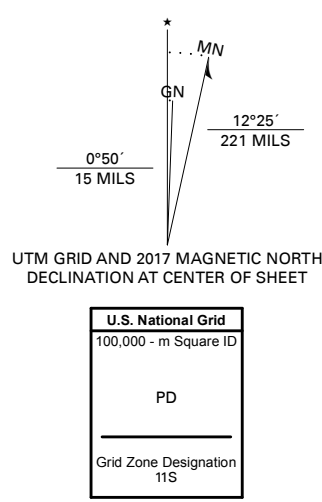 ★
MN
GN
12°25´
221 MILS
0°50´
15 MILS
UTM GRID AND 2017 MAGNETIC NORTH
DECLINATION AT CENTER OF SHEET
U.S. National Grid
100,000 - m Square ID
PD
Grid Zone Designation
11S